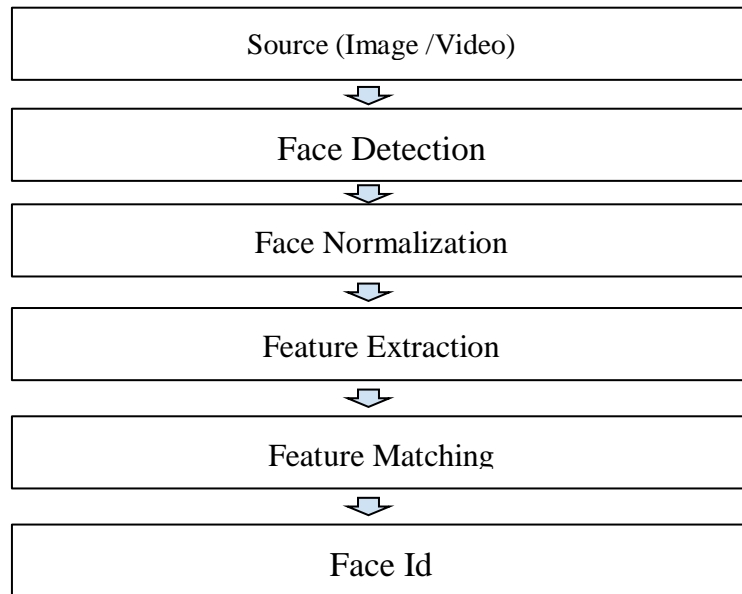 Source (Image /Video)
Face Detection
Face Normalization
Feature Extraction
Feature Matching
Face Id